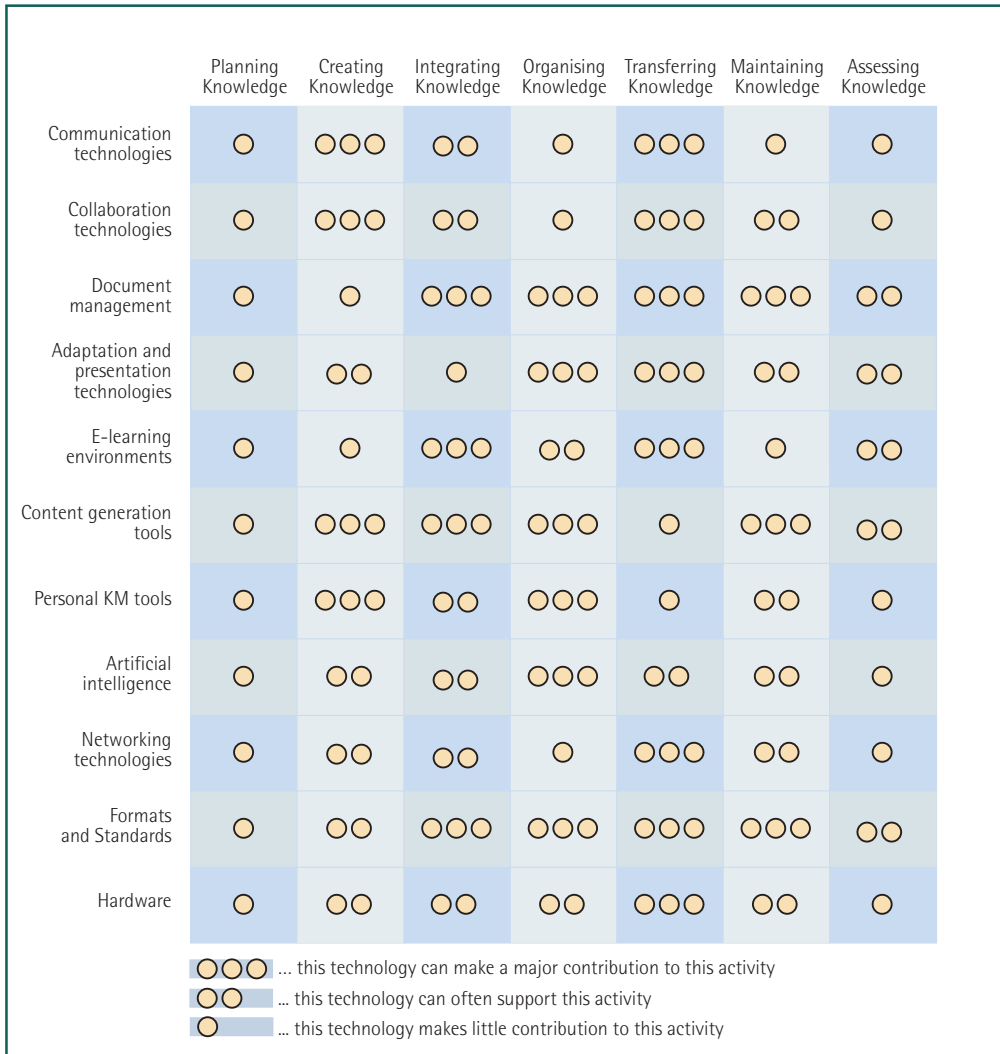 Planning Knowledge
Creating Knowledge
Integrating Knowledge
Organising Knowledge
Transferring Knowledge
Maintaining Knowledge
Assessing Knowledge
Communication
technologies
Collaboration
technologies
Document
management
Adaptation and
presentation
technologies
E-learning
environments
Content generation
tools
Personal KM tools
Artificial
intelligence
Networking
technologies
Formats
and Standards
Hardware
... this technology can make a major contribution to this activity
... this technology can often support this activity
... this technology makes little contribution to this activity